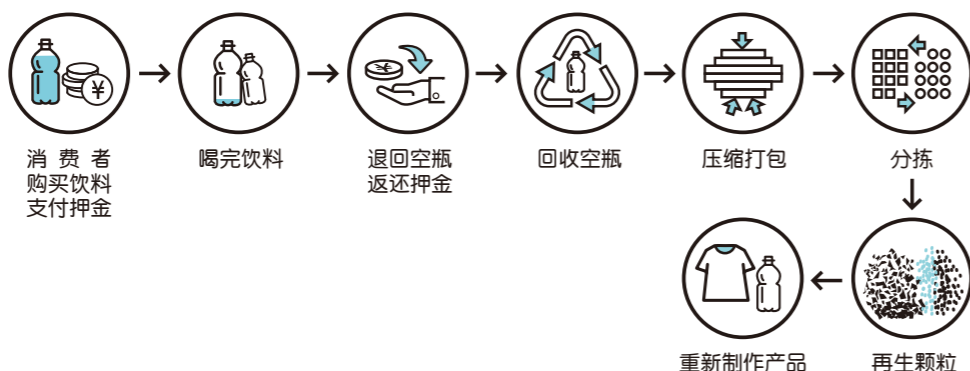 消费者
购买饮料
支付押金
喝完饮料
退回空瓶
返还押金
回收空瓶
压缩打包
分拣
再生颗粒
重新制作产品